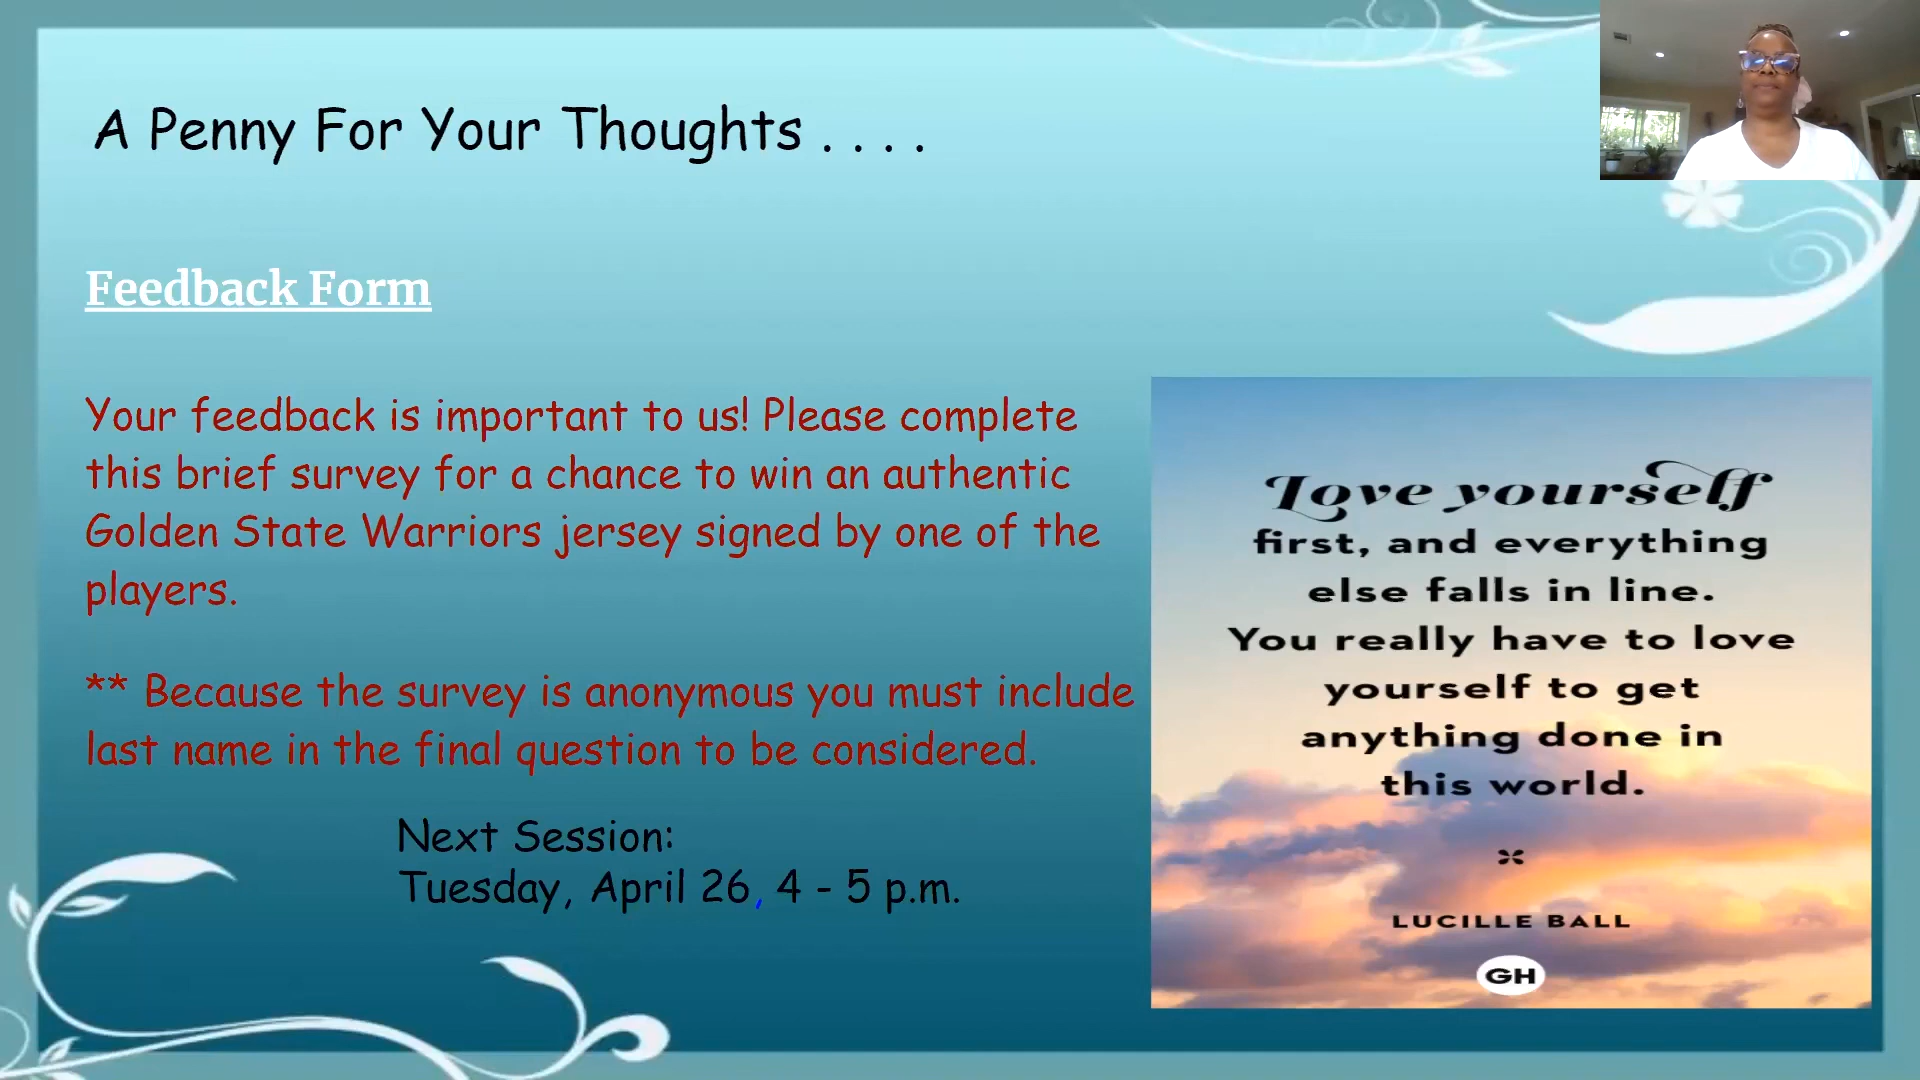 A Penny For Your Thoughts . . . .
Feedback Form
Your feedback is important to us! Please complete
this brief survey for a chance to win an authentic
Golden State Warriors jersey signed by one of the
players.
** Because the survey is anonymous you must include
last name in the final question to be considered.
Next Session:
Tuesday, April 26, 4 - 5 p.m.
Love yourself
first, and everything
else falls in line.
You really have to love
yourself to get
anything done in
this world.
LUCILLE BALL
GH